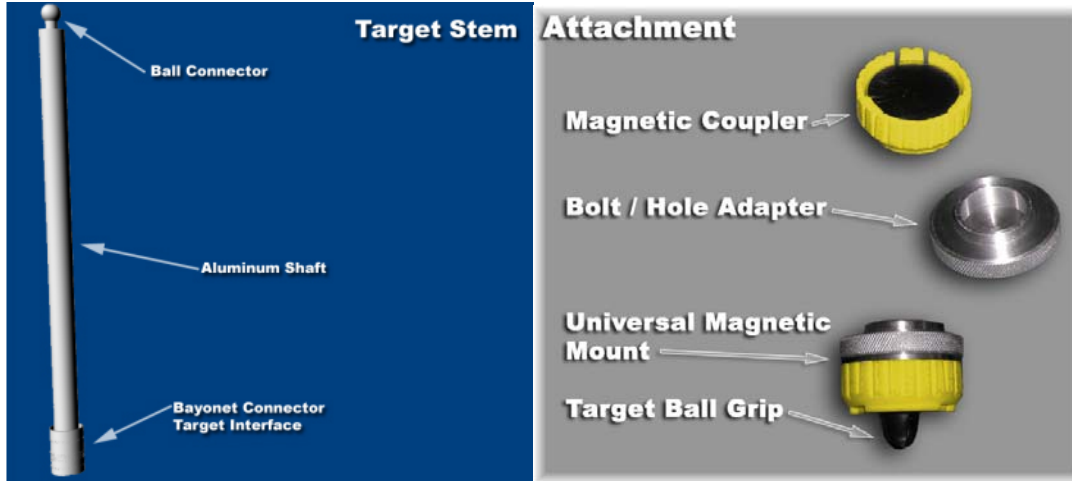 Target Stem
Ball Connector
Aluminum Shaft
Bayonet Connector
Target Interface
Attachment
Magnetic Coupler
Bolt / Hole Adapter
Universal Magnetic
Mount
Target Ball Grip